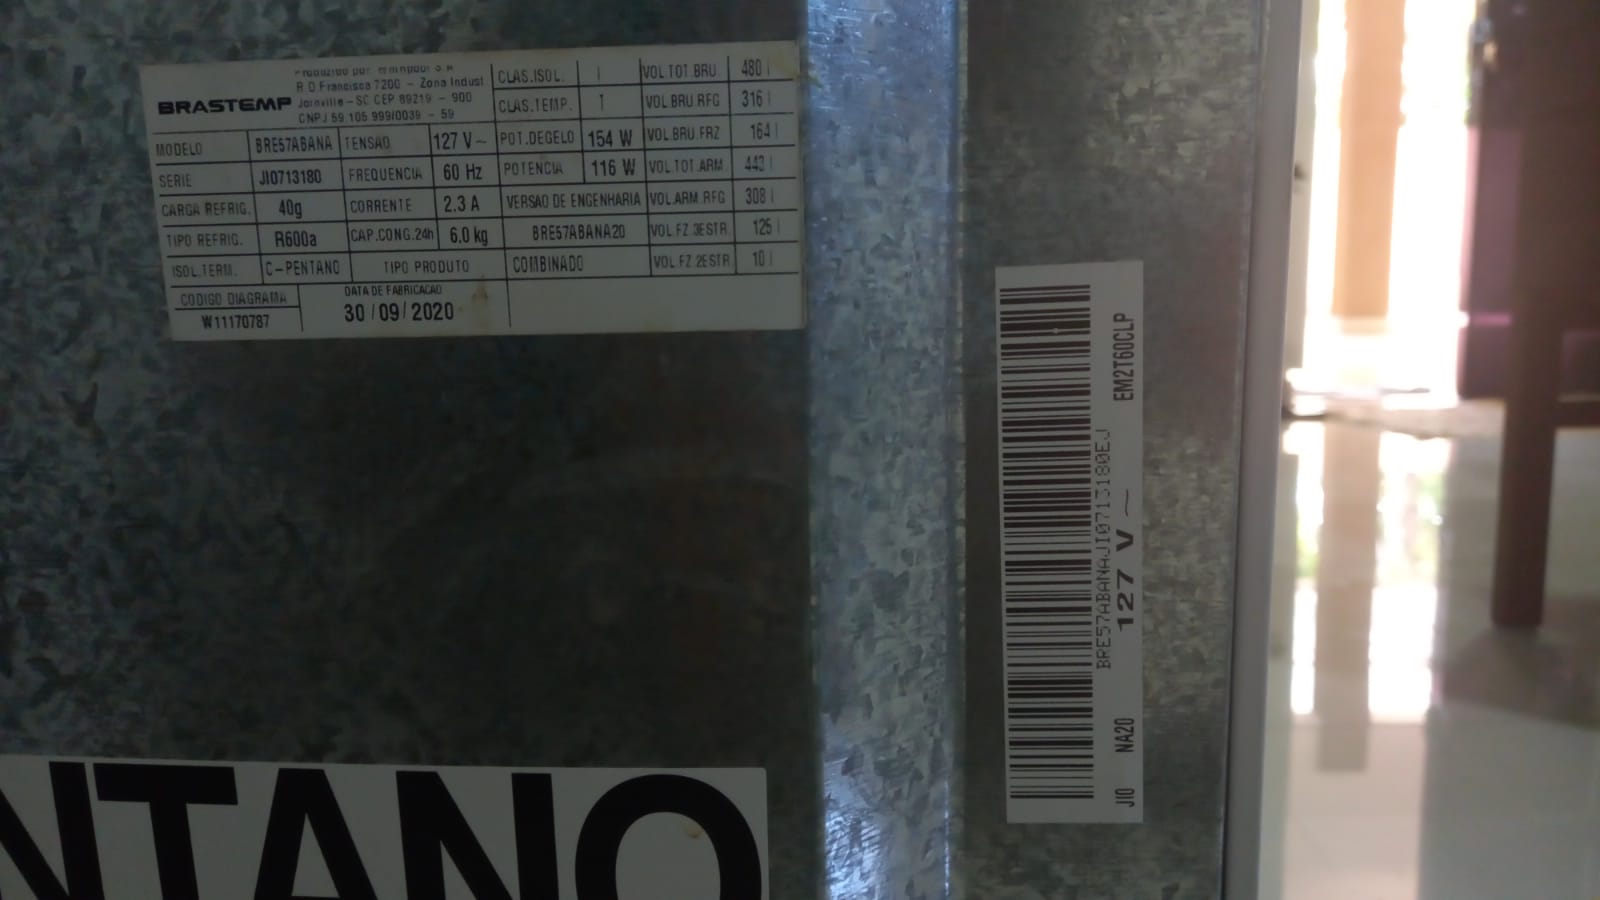 BRASTEMP
Produzido por: Whirlpool S.A
R.D.Francisca 7200 - Zona Indust
Joinville-SC CEP 89219 - 900
CNPJ 59.105.999/0039 - 59
MODELO BRE57ABANA TENSAO 127 V~
SERIE JI0713180 FREQUENCIA 60 Hz
CARGA REFRIG. 40g CORRENTE 2.3 A
TIPO REFRIG. R600a CAP.CONG.24h 6.0 kg
ISOL.TERM. C-PENTANO TIPO PRODUTO COMBINADO
CODIGO DIAGRAMA
W11170787
DATA DE FABRICACAO
30/09/2020
CLAS.ISOL. I
CLAS.TEMP. T
POT.DEGELO 154 W
POTENCIA 116 W
VERSAO DE ENGENHARIA
BRE57ABANA20
VOL.TOT.BRU. 480 l
VOL.BRU.RFG 316 l
VOL.BRU.FRZ 164 l
VOL.TOT.ARM. 443 l
VOL.ARM.RFG 308 l
VOL.FZ.3ESTR. 125 l
VOL.FZ.2ESTR. 10 l
BRE57ABANAJI0713180EJ
JI0 NA20 127 V ~ EM2T60CLP
NTANO